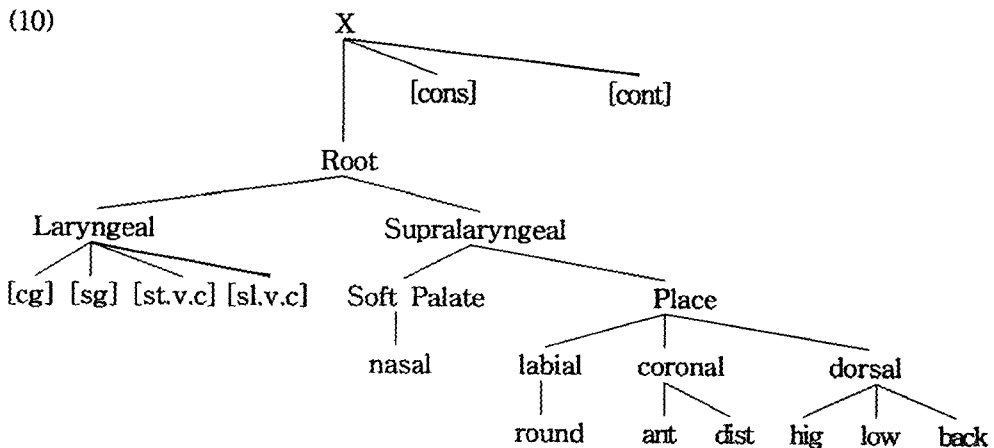 (10) X
[cons] [cont]
Root
Laryngeal Supralaryngeal
[cg] [sg] [st.v.c] [sl.v.c] Soft Palate Place
nasal labial coronal dorsal
round ant dist hig low back